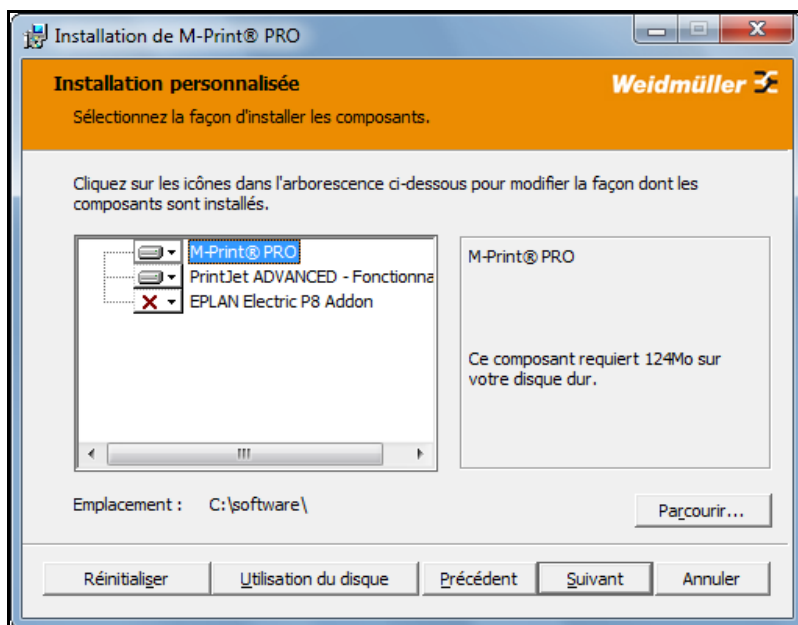 Installation de M-Print® PRO
Installation personnalisée
Weidmüller
Sélectionnez la façon d'installer les composants.
Cliquez sur les icônes dans l'arborescence ci-dessous pour modifier la façon dont les
composants sont installés.
M-Print® PRO
PrintJet ADVANCED - Fonctionna
EPLAN Electric P8 Addon
M-Print® PRO
Ce composant requiert 124Mo sur
votre disque dur.
Emplacement : C:\software\
Parcourir...
Réinitialiser Utilisation du disque Précédent Suivant Annuler